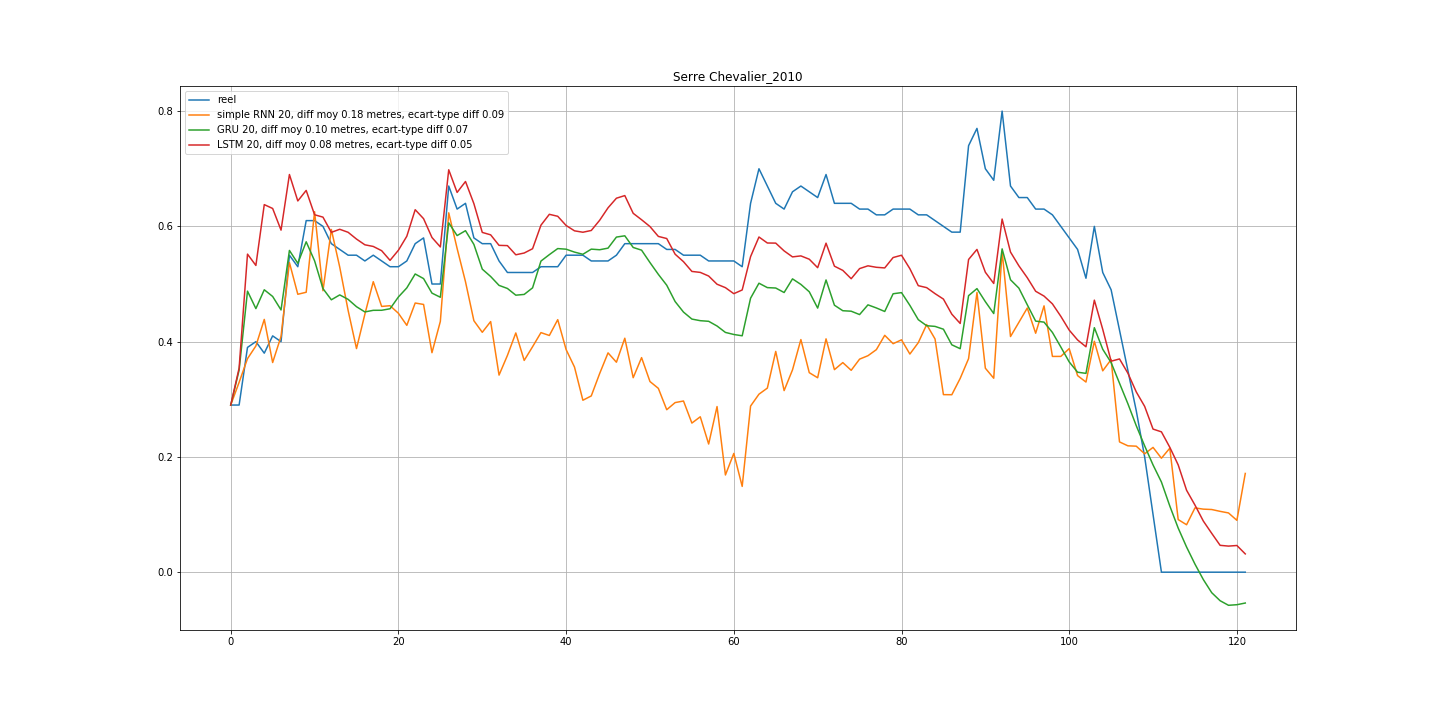 Serre Chevalier_2010
reel
simple RNN 20, diff moy 0.18 metres, ecart-type diff 0.09
GRU 20, diff moy 0.10 metres, ecart-type diff 0.07
LSTM 20, diff moy 0.08 metres, ecart-type diff 0.05
0.8
0.6
0.4
0.2
0.0
0 20 40 60 80 100 120